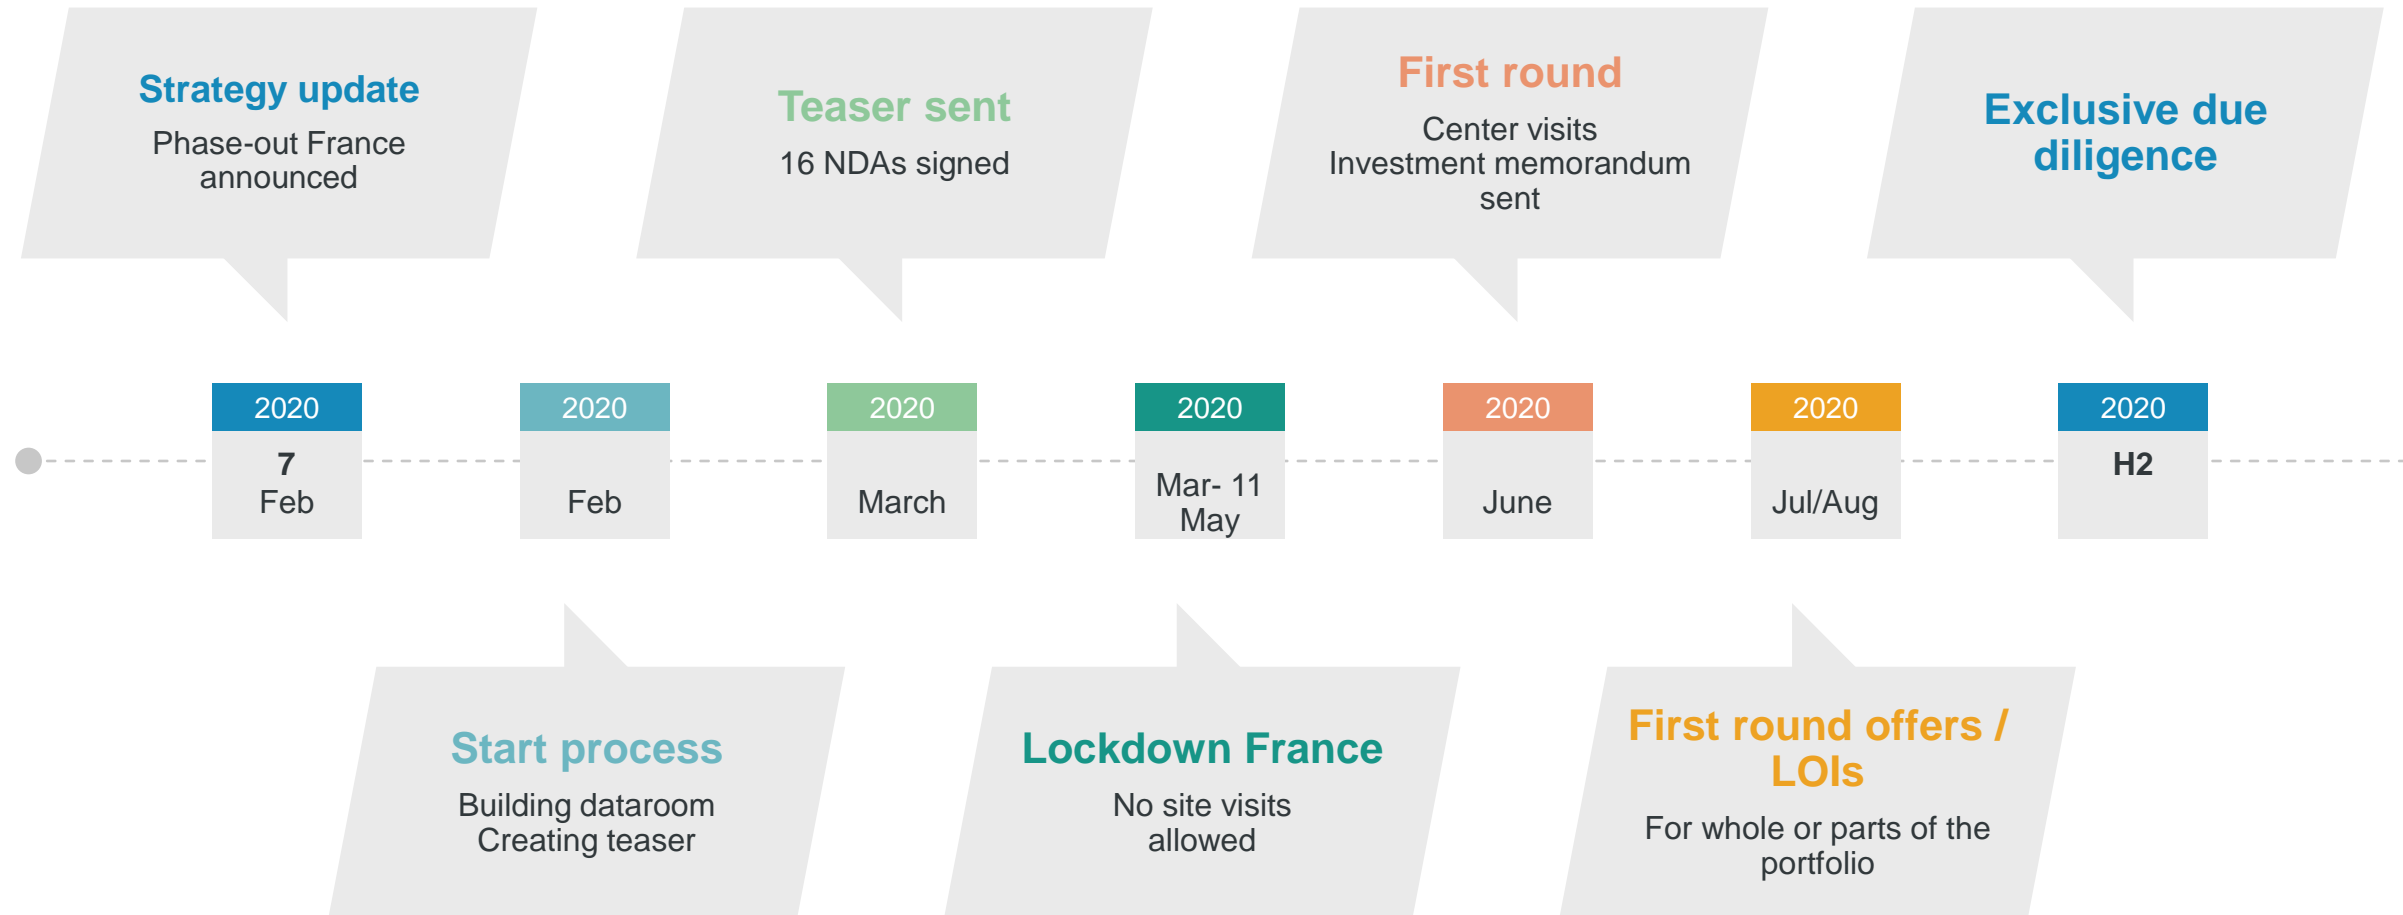 Strategy update
Phase-out France
announced
Teaser sent
16 NDAs signed
First round
Center visits
Investment memorandum
sent
Exclusive due
diligence
2020
7
Feb
2020
Feb
2020
March
2020
Mar- 11
May
2020
June
2020
Jul/Aug
2020
H2
Start process
Building dataroom
Creating teaser
Lockdown France
No site visits
allowed
First round offers /
LOIs
For whole or parts of the
portfolio